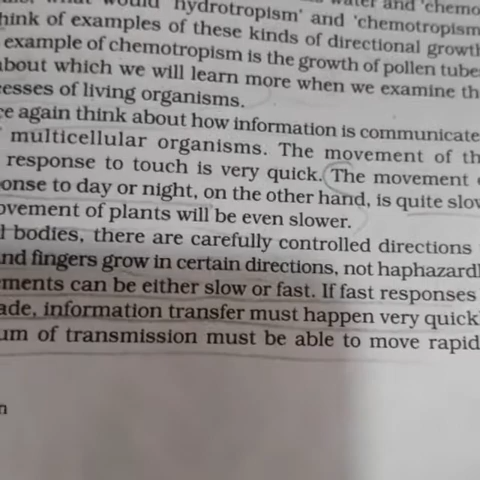 what would 'hydrotropism' and 'chemotropism
hink of examples of these kinds of directional growth
example of chemotropism is the growth of pollen tube
about which we will learn more when we examine th
esses of living organisms.
ce again think about how information is communicate
multicellular organisms. The movement of th
response to touch is very quick. The movement
onse to day or night, on the other hand, is quite slow
ovement of plants will be even slower.
l bodies, there are carefully controlled directions
nd fingers grow in certain directions, not haphazardl
ements can be either slow or fast. If fast responses
ade, information transfer must happen very quickl
um of transmission must be able to move rapid
n